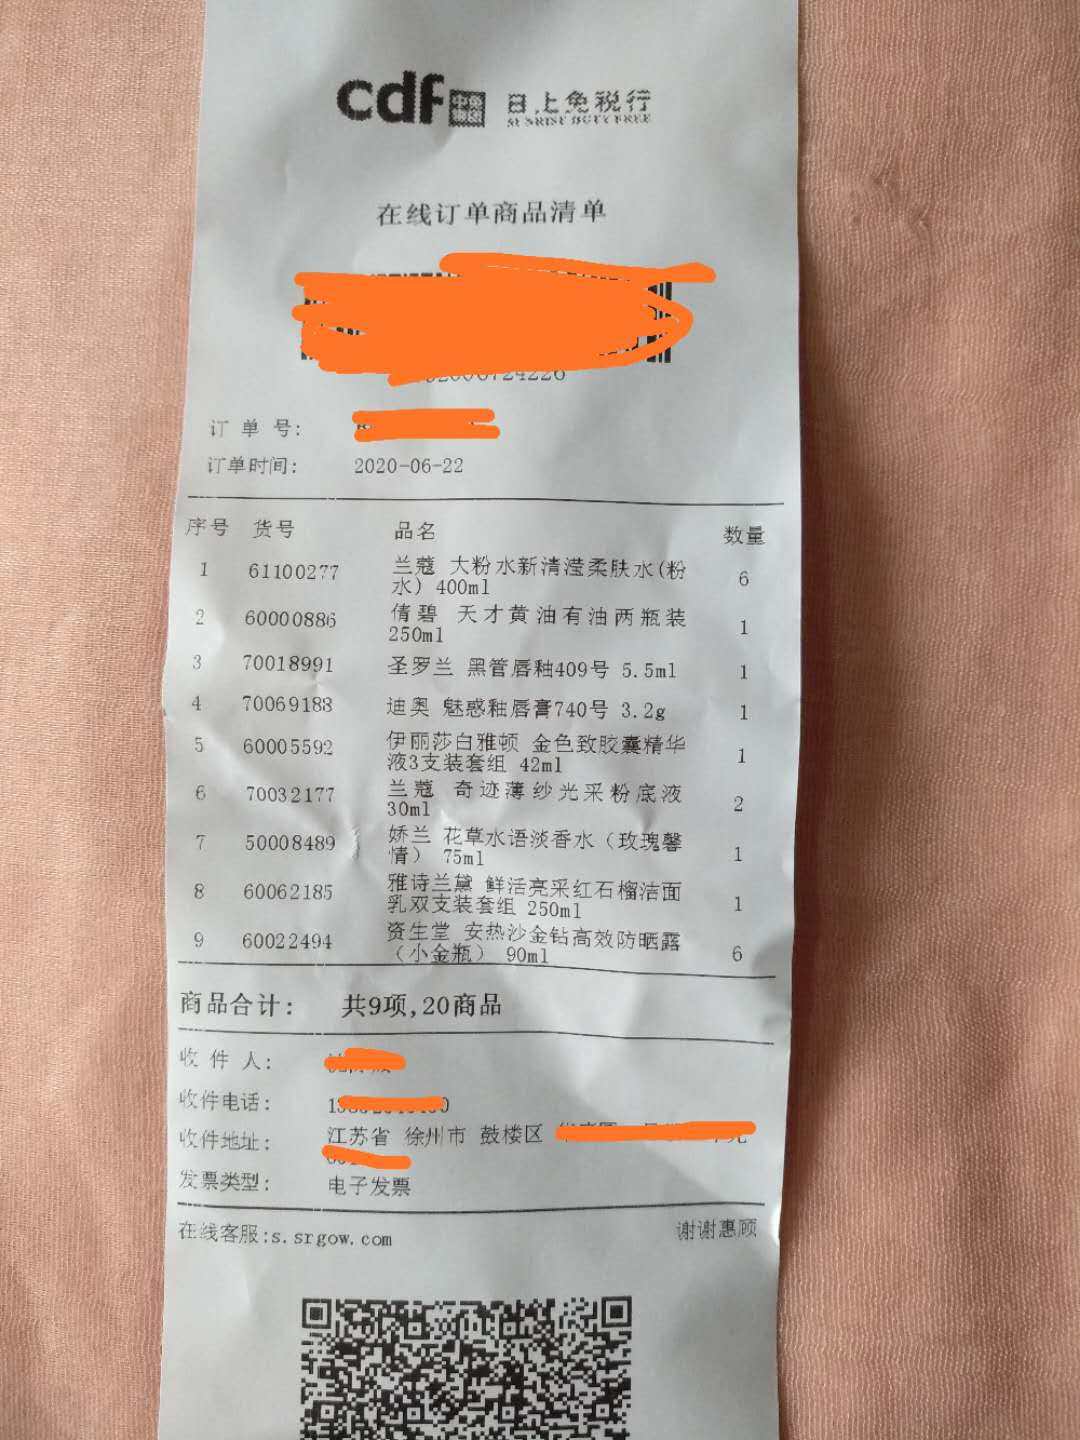 cdf 中免集团 日上免税行
SUNRISE DUTY FREE
在线订单商品清单
订单号:
订单时间: 2020-06-22
序号 货号 品名 数量
1 61100277 兰蔻 大粉水新清滢柔肤水(粉水) 400ml 6
2 60000886 倩碧 天才黄油有油两瓶装 250ml 1
3 70018991 圣罗兰 黑管唇釉409号 5.5ml 1
4 70069183 迪奥 魅惑釉唇膏740号 3.2g 1
5 60005592 伊丽莎白雅顿 金色致胶囊精华液3支装套组 42ml 1
6 70032177 兰蔻 奇迹薄纱光采粉底液 30ml 2
7 50008489 娇兰 花草水语淡香水（玫瑰馨情） 75ml 1
8 60062185 雅诗兰黛 鲜活亮采红石榴洁面乳双支装套组 250ml 1
9 60022494 资生堂 安热沙金钻高效防晒露（小金瓶） 90ml 6
商品合计: 共9项,20商品
收件人:
收件电话:
收件地址: 江苏省 徐州市 鼓楼区
发票类型: 电子发票
在线客服:s.srgow.com 谢谢惠顾